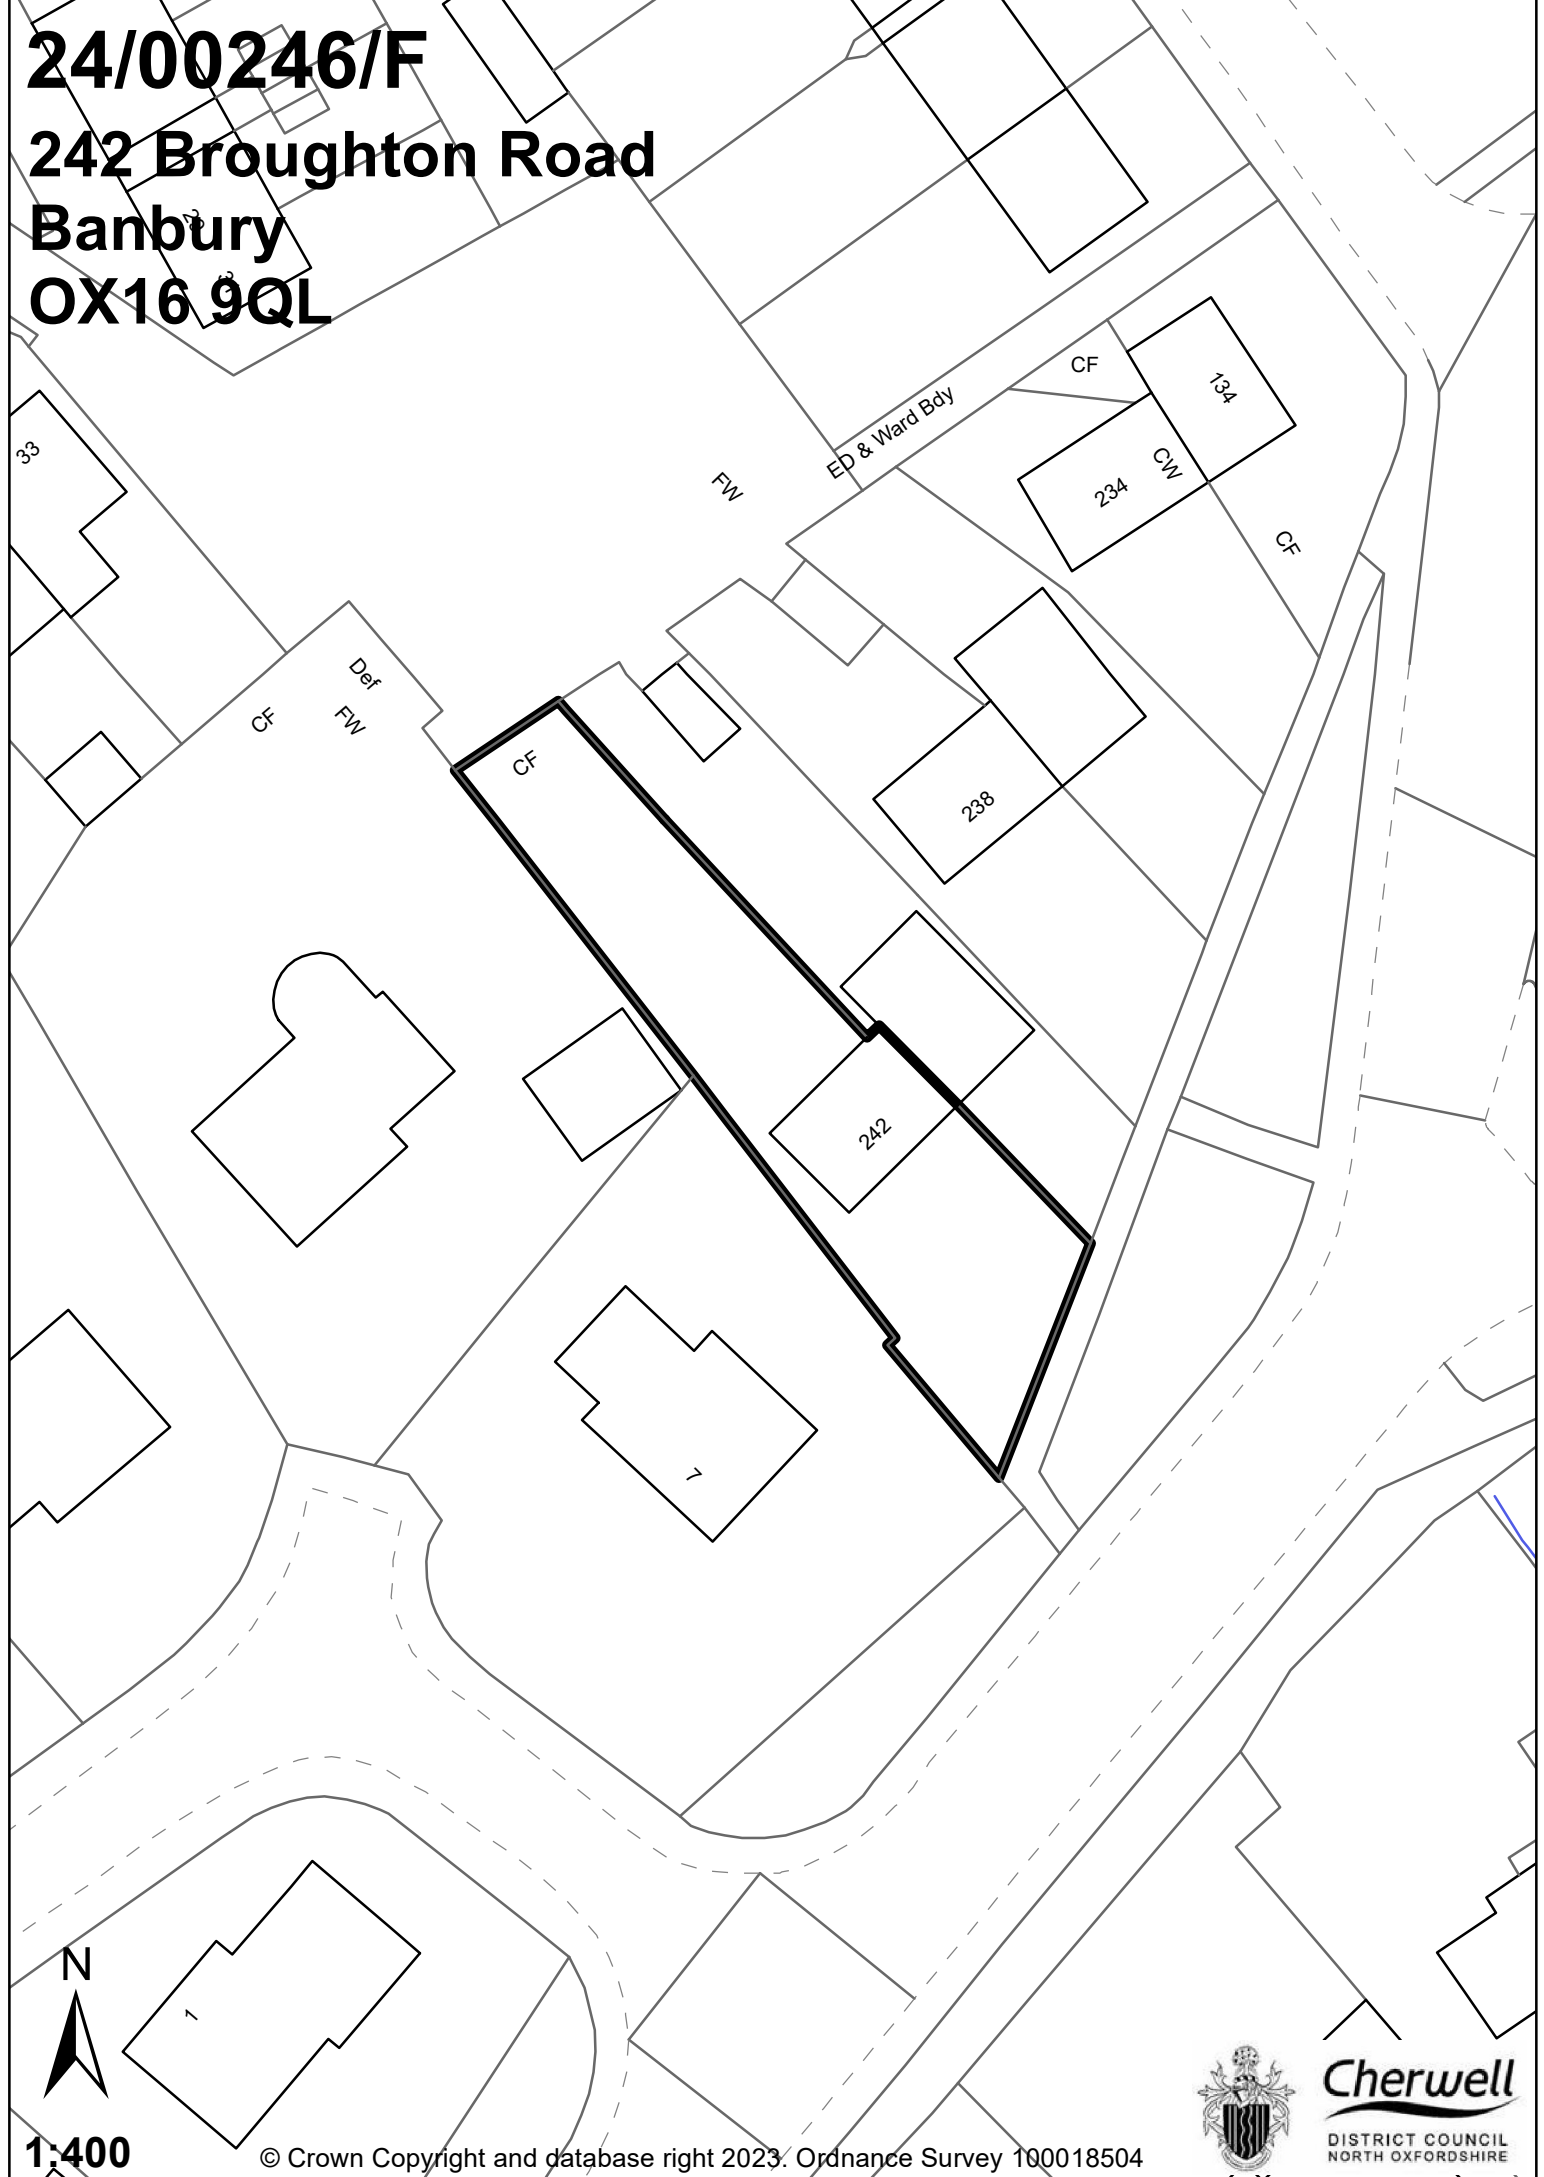 24/00246/F
242 Broughton Road
Banbury
OX16 9QL
CF
134
ED & Ward Bdy
33
CW
FW
234
CF
Def
CF
FW
CF
238
242
7
N
1
1:400
© Crown Copyright and database right 2023. Ordnance Survey 100018504
Cherwell
DISTRICT COUNCIL
NORTH OXFORDSHIRE